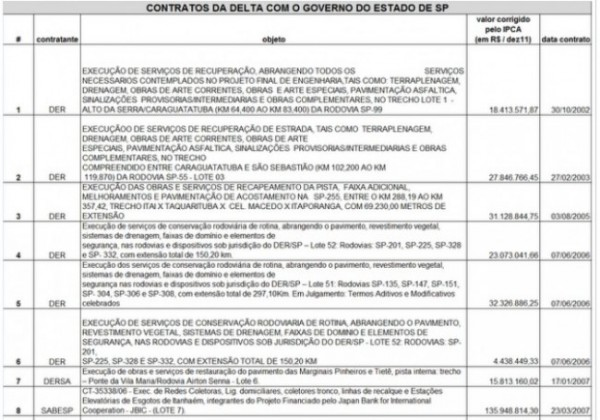 CONTRATOS DA DELTA COM O GOVERNO DO ESTADO DE SP
# contratante objeto valor corrigido pelo IPCA (em R$ / dez11) data contrato
EXECUÇÃO DE SERVIÇOS DE RECUPERAÇÃO, ABRANGENDO TODOS OS SERVIÇOS
NECESSARIOS CONTEMPLADOS NO PROJETO FINAL DE ENGENHARIA,TAIS COMO TERRAPLENAGEM,
DRENAGEM, OBRAS DE ARTE CORRENTES, OBRAS E ARTE ESPECIAIS, PAVIMENTAÇÃO ASFALTICA,
SINALIZAÇÕES PROVISORIAS/INTERMEDIARIAS E OBRAS COMPLEMENTARES, NO TRECHO LOTE 1 -
1 DER ALTO DA SERRA/CARAGUATATUBA (KM 64,400 AO KM 83,400) DA RODOVIA SP-99 18.413.571,87 30/10/2002
EXECUÇÃOO DE SERVIÇOS DE RECUPERAÇÃO DE ESTRADA, TAIS COMO TERRAPLENAGEM,
DRENAGEM, OBRAS DE ARTE CORRENTES, OBRAS DE ARTE
ESPECIAIS, PAVIMENTAÇÃO ASFALTICA, SINALIZAÇÕES PROVISORIAS/INTERMEDIARIAS E OBRAS
COMPLEMENTARES, NO TRECHO
COMPREENDIDO ENTRE CARAGUATATUBA E SÃO SEBASTIÃO (KM 102,200 AO KM
2 DER 119,870) DA RODOVIA SP-55 - LOTE 03 27.846.766,45 27/02/2003
EXECUÇÃO DAS OBRAS E SERVIÇOS DE RECAPEAMENTO DA PISTA, FAIXA ADICIONAL,
MELHORAMENTOS E PAVIMENTAÇÃO DE ACOSTAMENTO NA SP-255, ENTRE O KM 288,19 AO KM
357,42, TRECHO ITAI X TAQUARITUBA X CEL. MACEDO X ITAPORANGA, COM 69.230,00 METROS DE
3 DER EXTENSÃO 31.128.844,75 03/08/2005
Execução de serviços de conservação rodoviária de rotina, abrangendo o pavimento, revestimento vegetal,
sistemas de drenagem, faixas de domínio e elementos de
segurança, nas rodovias e dispositivos sob jurisdição do DER/SP – Lote 52: Rodovias: SP-201, SP-225, SP-328
4 DER e SP- 332, com extensão total de 150,20 km. 23.073.041,66 07/06/2006
Execução de serviços de conservação rodoviária de rotina, abrangendo o pavimento, revestimento vegetal,
sistemas de drenagem, faixas de domínio e elementos de
segurança nas rodovias e dispositivos sob jurisdição do DER/SP – Lote 51: Rodovias SP-135, SP-147, SP-151,
SP- 304, SP-306 e SP-308, com extensão total de 297,10Km. Em Julgamento: Termos Aditivos e Modificativos
5 DER celebrados 32.326.886,25 07/06/2006
EXECUÇÃO DE SERVIÇOS DE CONSERVAÇÃO RODOVIARIA DE ROTINA, ABRANGENDO O PAVIMENTO,
REVESTIMENTO VEGETAL, SISTEMAS DE DRENAGEM, FAIXAS DE DOMINIO E ELEMENTOS DE
SEGURANÇA, NAS RODOVIAS E DISPOSITIVOS SOB JURISDIÇÃO DO DER/SP - LOTE 52: RODOVIAS: SP-
201,
6 DER SP-225, SP-328 E SP-332, COM EXTENSÃO TOTAL DE 150,20 KM 4.438.449,33 07/06/2006
Execução de obras e serviços de restauração do pavimento das Marginais Pinheiros e Tietê, pista interna: trecho
7 DERSA – Ponte da Vila Maria/Rodovia Airton Senna - Lote 6. 15.813.160,02 17/01/2007
CT-35338/06 - Exec. de Redes Coletoras, Lig. domiciliares, coletores tronco, linhas de recalque e Estações
Elevatórias de Esgotos de Itanhaém, integrantes do Projeto Financiado pelo Japan Bank for International
8 SABESP Cooperation - JBIC - (LOTE 7). 135.946.814,30 23/03/2007